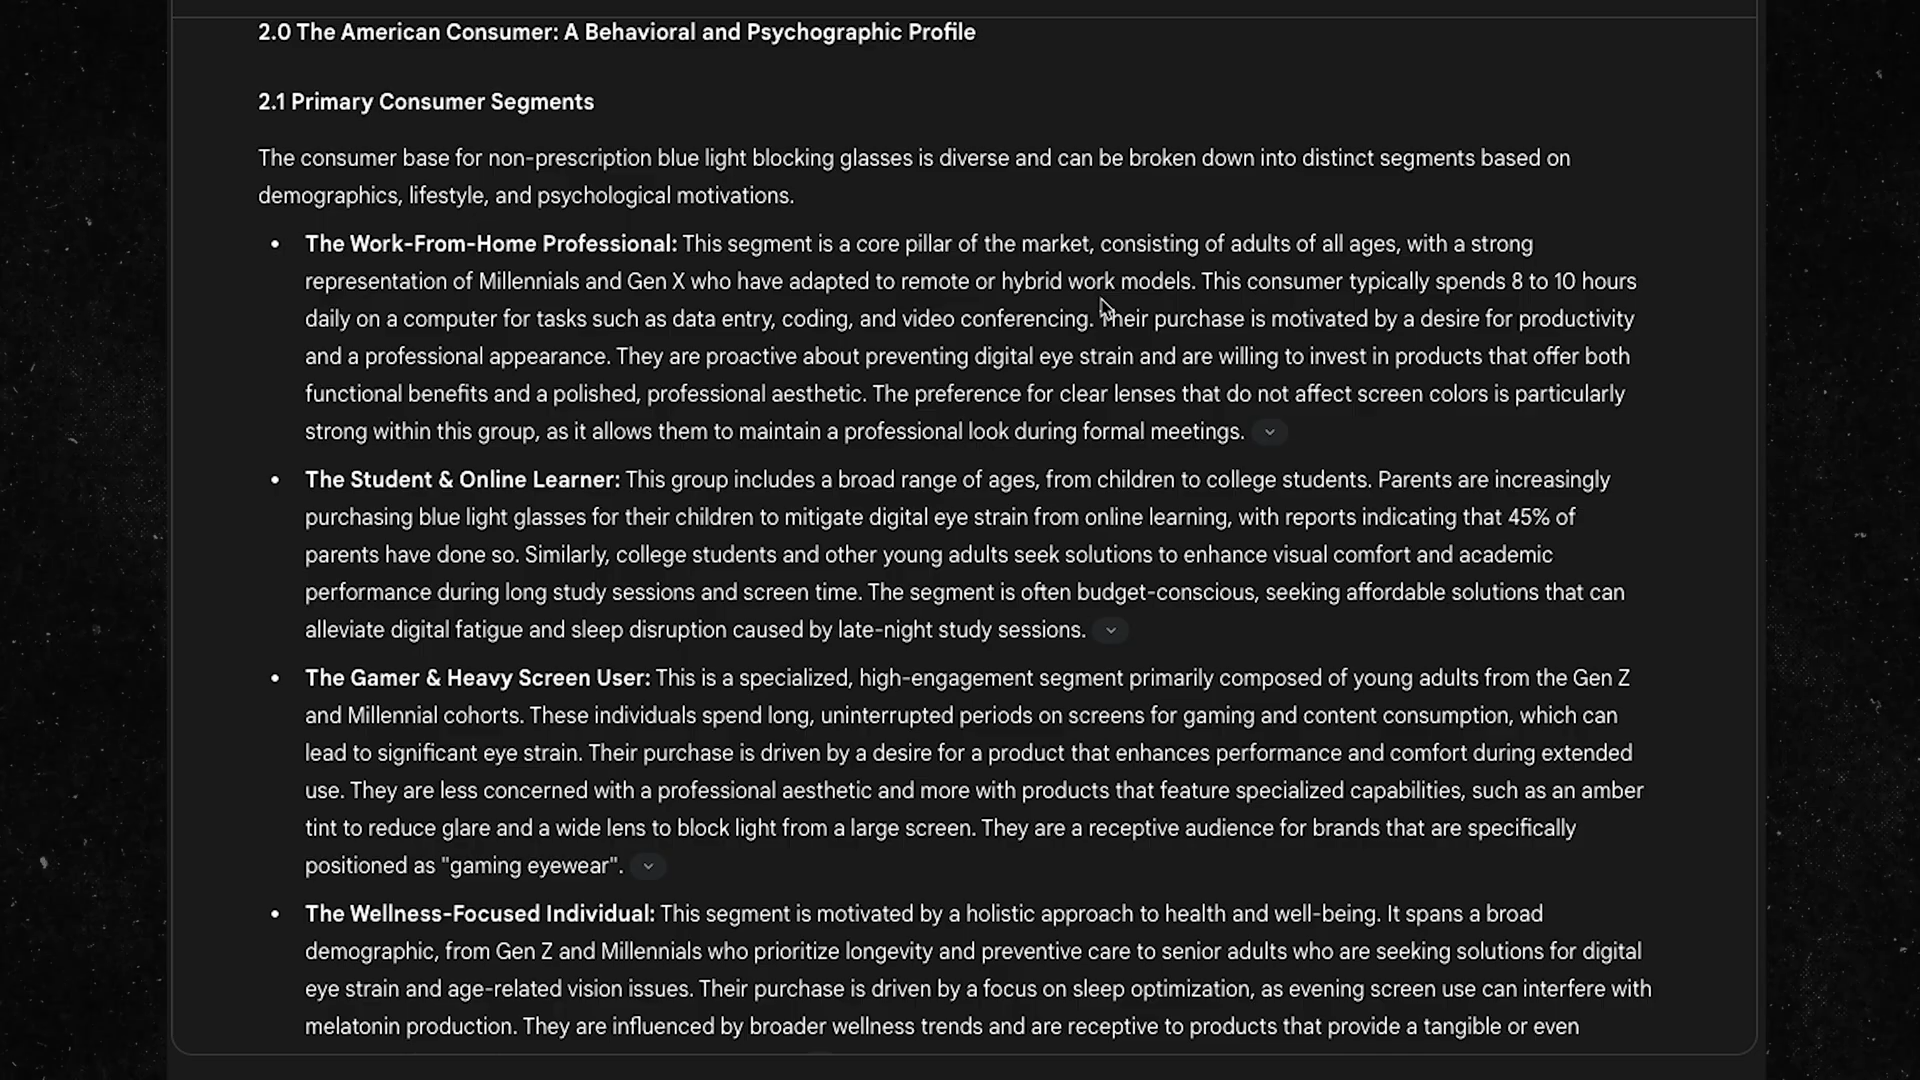 2.0 The American Consumer: A Behavioral and Psychographic Profile
2.1 Primary Consumer Segments
The consumer base for non-prescription blue light blocking glasses is diverse and can be broken down into distinct segments based on
demographics, lifestyle, and psychological motivations.
• The Work-From-Home Professional: This segment is a core pillar of the market, consisting of adults of all ages, with a strong
representation of Millennials and Gen X who have adapted to remote or hybrid work models. This consumer typically spends 8 to 10 hours
daily on a computer for tasks such as data entry, coding, and video conferencing. Their purchase is motivated by a desire for productivity
and a professional appearance. They are proactive about preventing digital eye strain and are willing to invest in products that offer both
functional benefits and a polished, professional aesthetic. The preference for clear lenses that do not affect screen colors is particularly
strong within this group, as it allows them to maintain a professional look during formal meetings.
• The Student & Online Learner: This group includes a broad range of ages, from children to college students. Parents are increasingly
purchasing blue light glasses for their children to mitigate digital eye strain from online learning, with reports indicating that 45% of
parents have done so. Similarly, college students and other young adults seek solutions to enhance visual comfort and academic
performance during long study sessions and screen time. The segment is often budget-conscious, seeking affordable solutions that can
alleviate digital fatigue and sleep disruption caused by late-night study sessions.
• The Gamer & Heavy Screen User: This is a specialized, high-engagement segment primarily composed of young adults from the Gen Z
and Millennial cohorts. These individuals spend long, uninterrupted periods on screens for gaming and content consumption, which can
lead to significant eye strain. Their purchase is driven by a desire for a product that enhances performance and comfort during extended
use. They are less concerned with a professional aesthetic and more with products that feature specialized capabilities, such as an amber
tint to reduce glare and a wide lens to block light from a large screen. They are a receptive audience for brands that are specifically
positioned as "gaming eyewear".
• The Wellness-Focused Individual: This segment is motivated by a holistic approach to health and well-being. It spans a broad
demographic, from Gen Z and Millennials who prioritize longevity and preventive care to senior adults who are seeking solutions for digital
eye strain and age-related vision issues. Their purchase is driven by a focus on sleep optimization, as evening screen use can interfere with
melatonin production. They are influenced by broader wellness trends and are receptive to products that provide a tangible or even